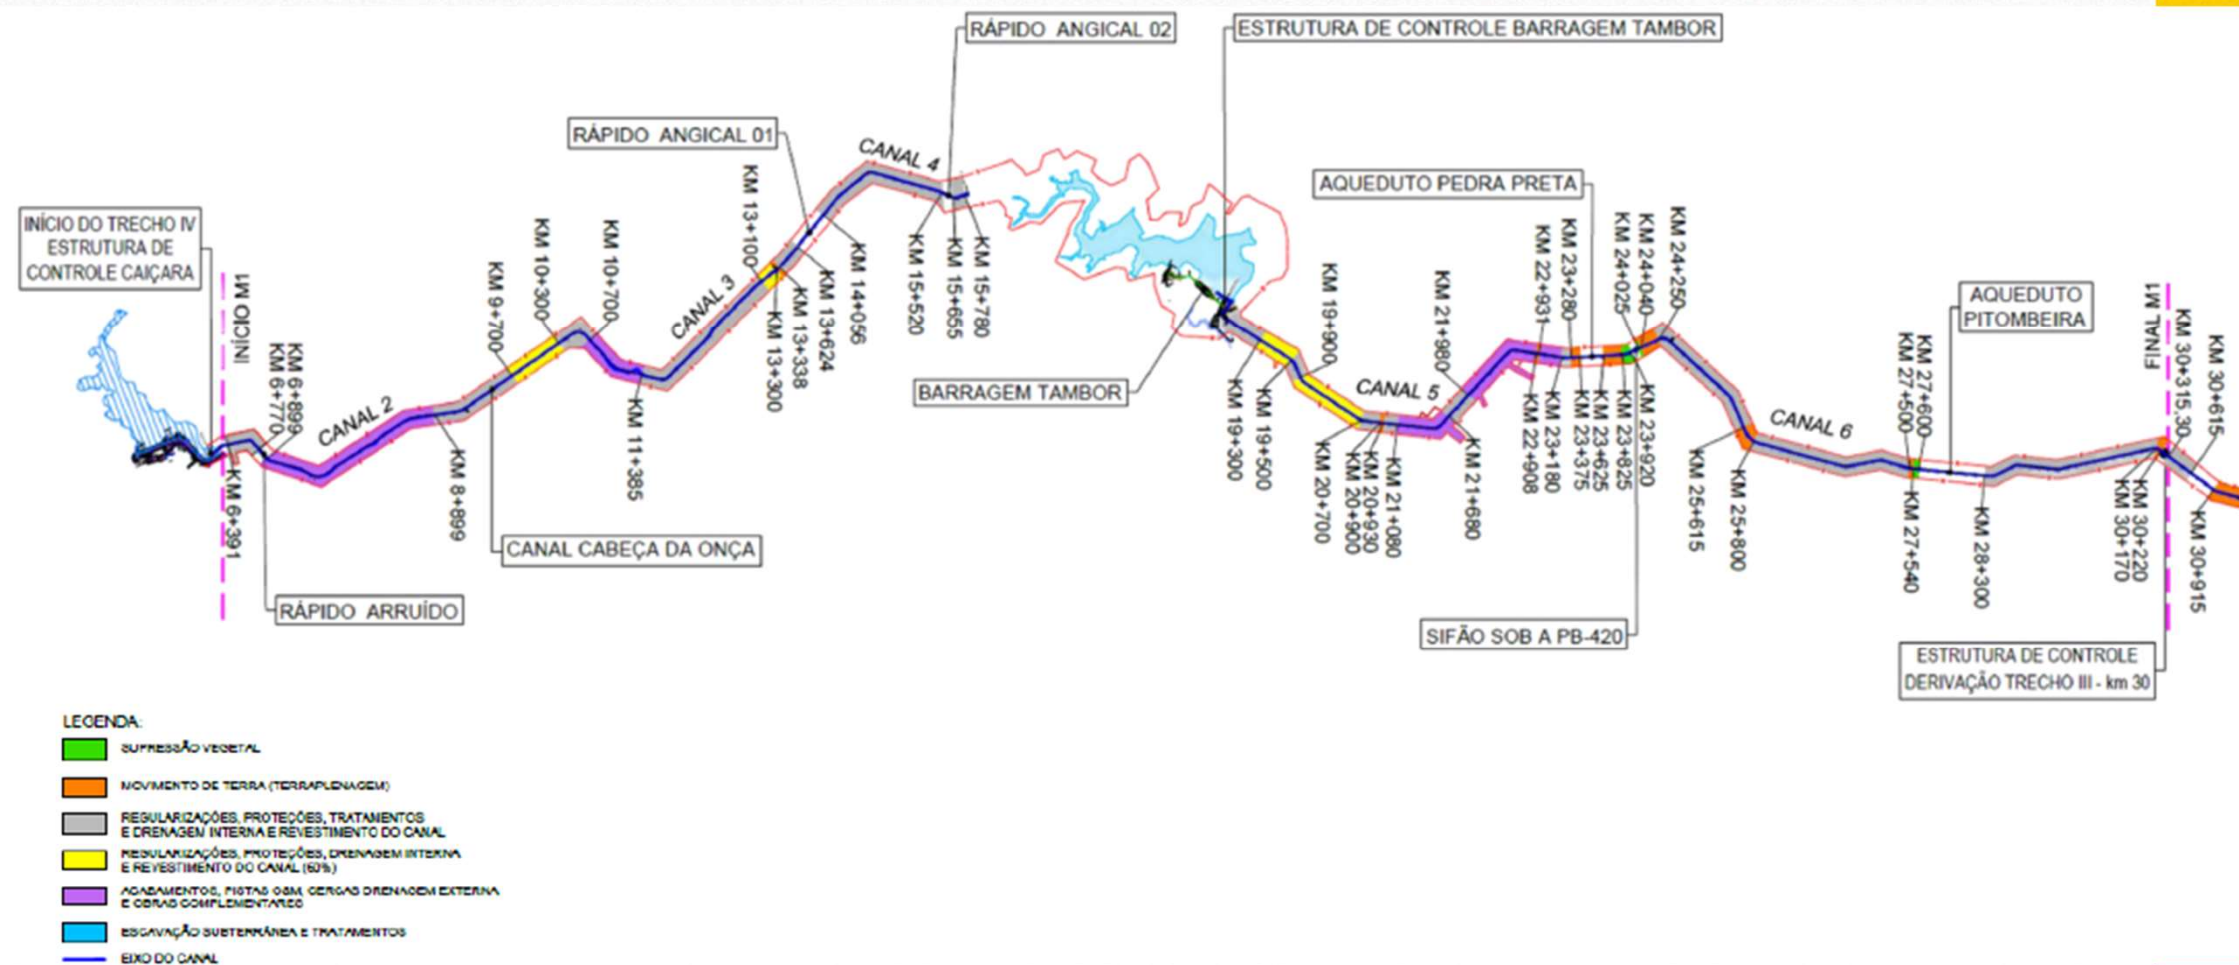 RÁPIDO ANGICAL 02
ESTRUTURA DE CONTROLE BARRAGEM TAMBOR
RÁPIDO ANGICAL 01
CANAL 4
AQUEDUTO PEDRA PRETA
INÍCIO DO TRECHO IV
ESTRUTURA DE
CONTROLE CAIÇARA
INÍCIO M1
KM 6+770
KM 6+899
KM 6+391
CANAL 2
KM 8+899
KM 9+700
KM 10+300
KM 10+700
KM 11+385
CANAL 3
KM 13+100
KM 13+300
KM 13+338
KM 13+624
KM 14+056
KM 15+520
KM 15+655
KM 15+780
CANAL CABEÇA DA ONÇA
RÁPIDO ARRUÍDO
BARRAGEM TAMBOR
KM 19+300
KM 19+500
KM 19+900
CANAL 5
KM 20+700
KM 20+900
KM 20+930
KM 21+080
KM 21+980
KM 21+680
KM 22+931
KM 23+280
KM 24+025
KM 24+040
KM 24+250
KM 22+908
KM 23+180
KM 23+375
KM 23+625
KM 23+825
KM 23+920
SIFÃO SOB A PB-420
KM 25+615
KM 25+800
CANAL 6
KM 27+500
KM 27+600
KM 27+540
AQUEDUTO
PITOMBEIRA
KM 28+300
FINAL M1
KM 30+315,30
KM 30+615
KM 30+170
KM 30+220
KM 30+915
ESTRUTURA DE CONTROLE
DERIVAÇÃO TRECHO III - km 30
LEGENDA:
SUPRESSÃO VEGETAL
MOVIMENTO DE TERRA (TERRAPLENAGEM)
REGULARIZAÇÕES, PROTEÇÕES, TRATAMENTOS
E DRENAGEM INTERNA E REVESTIMENTO DO CANAL
REGULARIZAÇÕES, PROTEÇÕES, DRENAGEM INTERNA
E REVESTIMENTO DO CANAL (60%)
ACABAMENTOS, PISTAS O&M, CERCAS DRENAGEM EXTERNA
E OBRAS COMPLEMENTARES
ESCAVAÇÃO SUBTERRÂNEA E TRATAMENTOS
EIXO DO CANAL